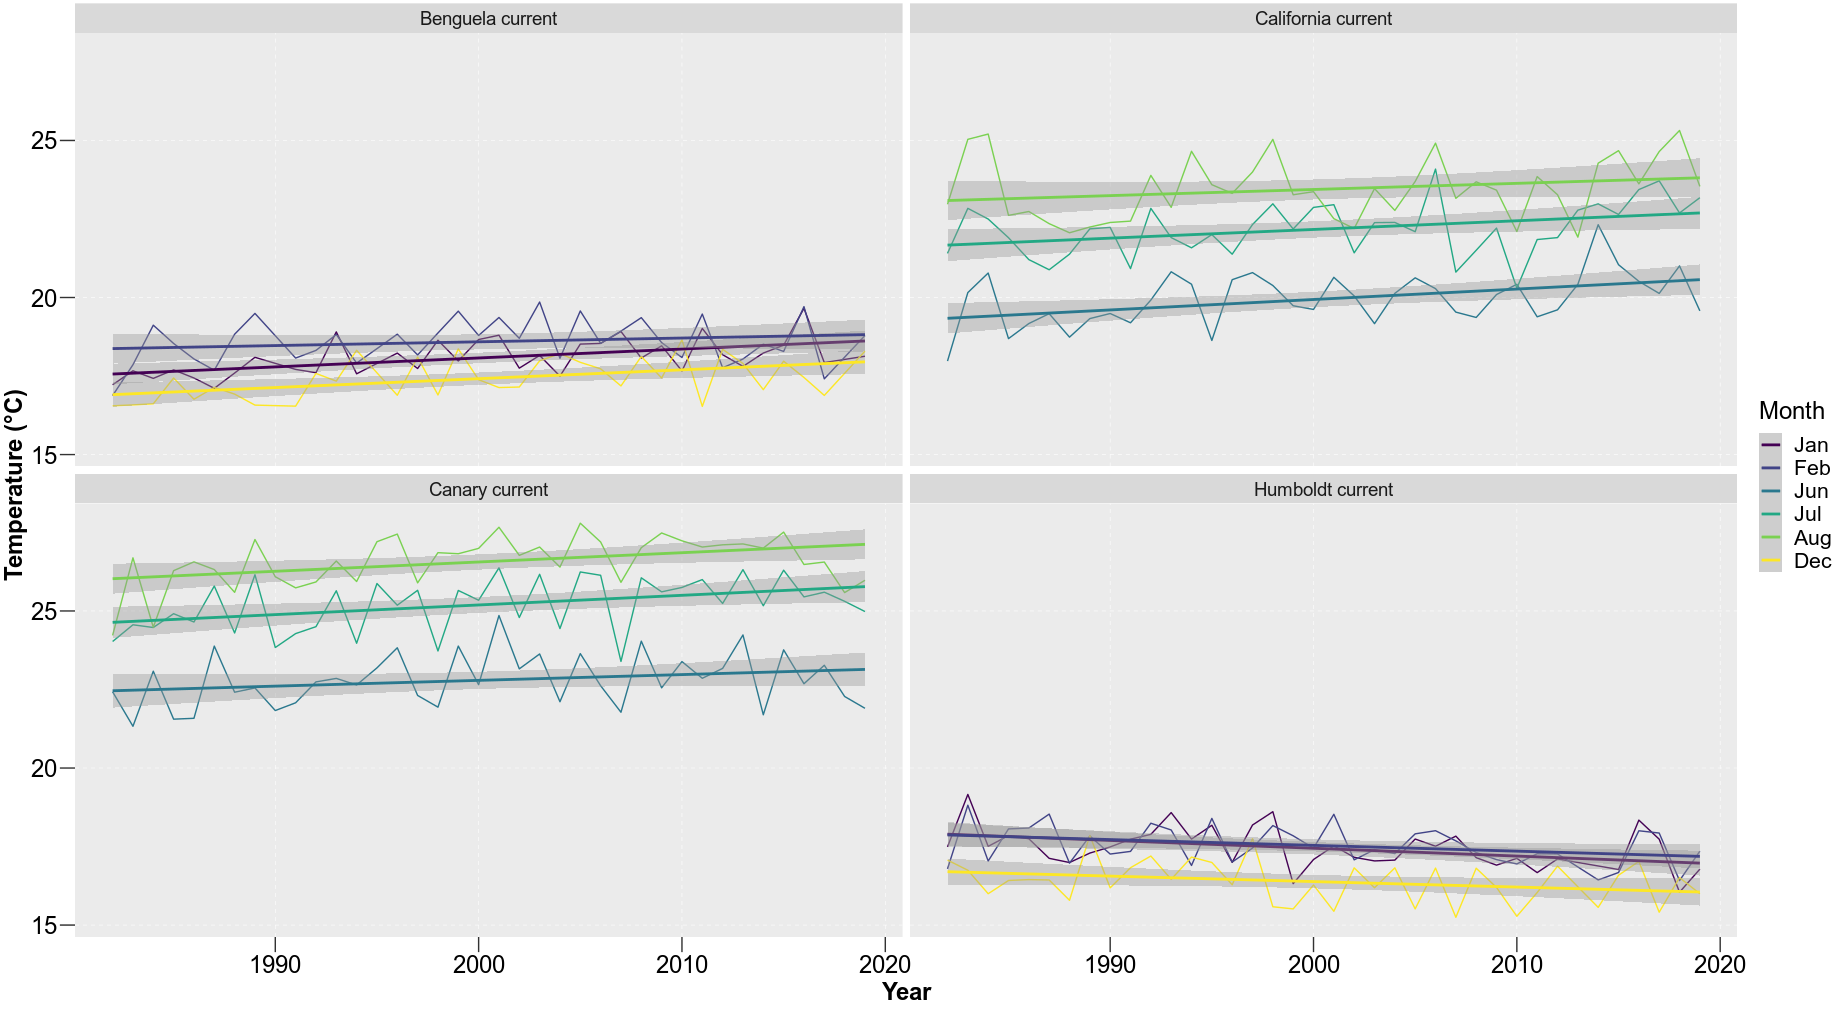 Benguela current
California current
25
20
15
Canary current
Humboldt current
25
20
15
1990
2000
2010
2020
1990
2000
2010
2020
Year
Temperature (°C)
Month
Jan
Feb
Jun
Jul
Aug
Dec